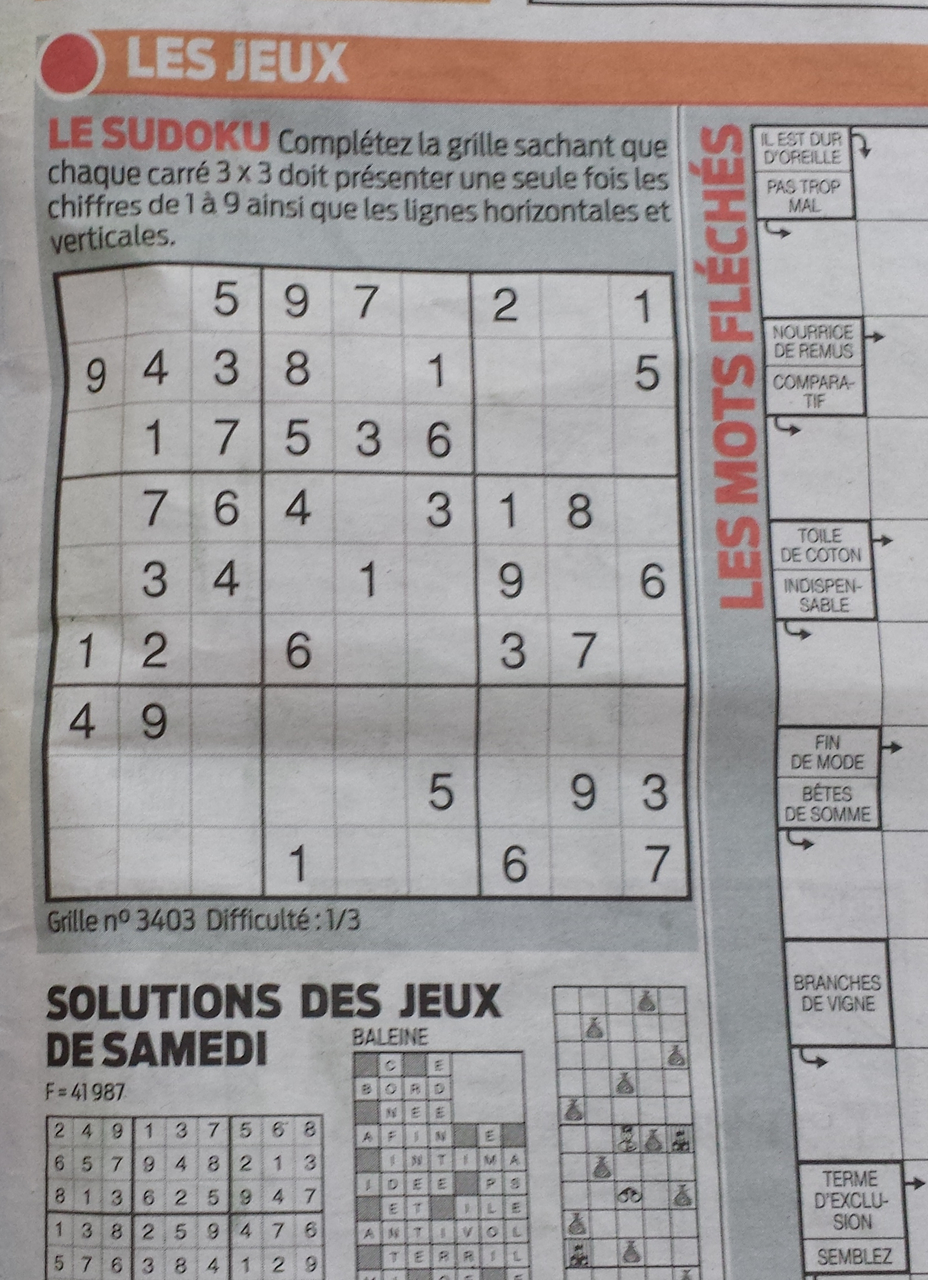 LES JEUX
LE SUDOKU Complétez la grille sachant que
chaque carré 3 x 3 doit présenter une seule fois les
chiffres de 1 à 9 ainsi que les lignes horizontales et
verticales.
5 9 7 2 1
9 4 3 8 1 5
1 7 5 3 6
7 6 4 3 1 8
3 4 1 9 6
1 2 6 3 7
4 9
5 9 3
1 6 7
Grille nº 3403 Difficulté : 1/3
SOLUTIONS DES JEUX
DE SAMEDI
F = 41 987
2 4 9 1 3 7 5 6 8
6 5 7 9 4 8 2 1 3
8 1 3 6 2 5 9 4 7
1 3 8 2 5 9 4 7 6
5 7 6 3 8 4 1 2 9
BALEINE
C E
B O R D
N E E
A F I N E
I N T I M A
I D E E P S
E T I L E
A N T I V O L
T E R R I L
LES MOTS FLÉCHÉS
IL EST DUR
D'OREILLE
PAS TROP
MAL
NOURRICE
DE REMUS
COMPARA-
TIF
TOILE
DE COTON
INDISPEN-
SABLE
FIN
DE MODE
BÊTES
DE SOMME
BRANCHES
DE VIGNE
TERME
D'EXCLU-
SION
SEMBLEZ